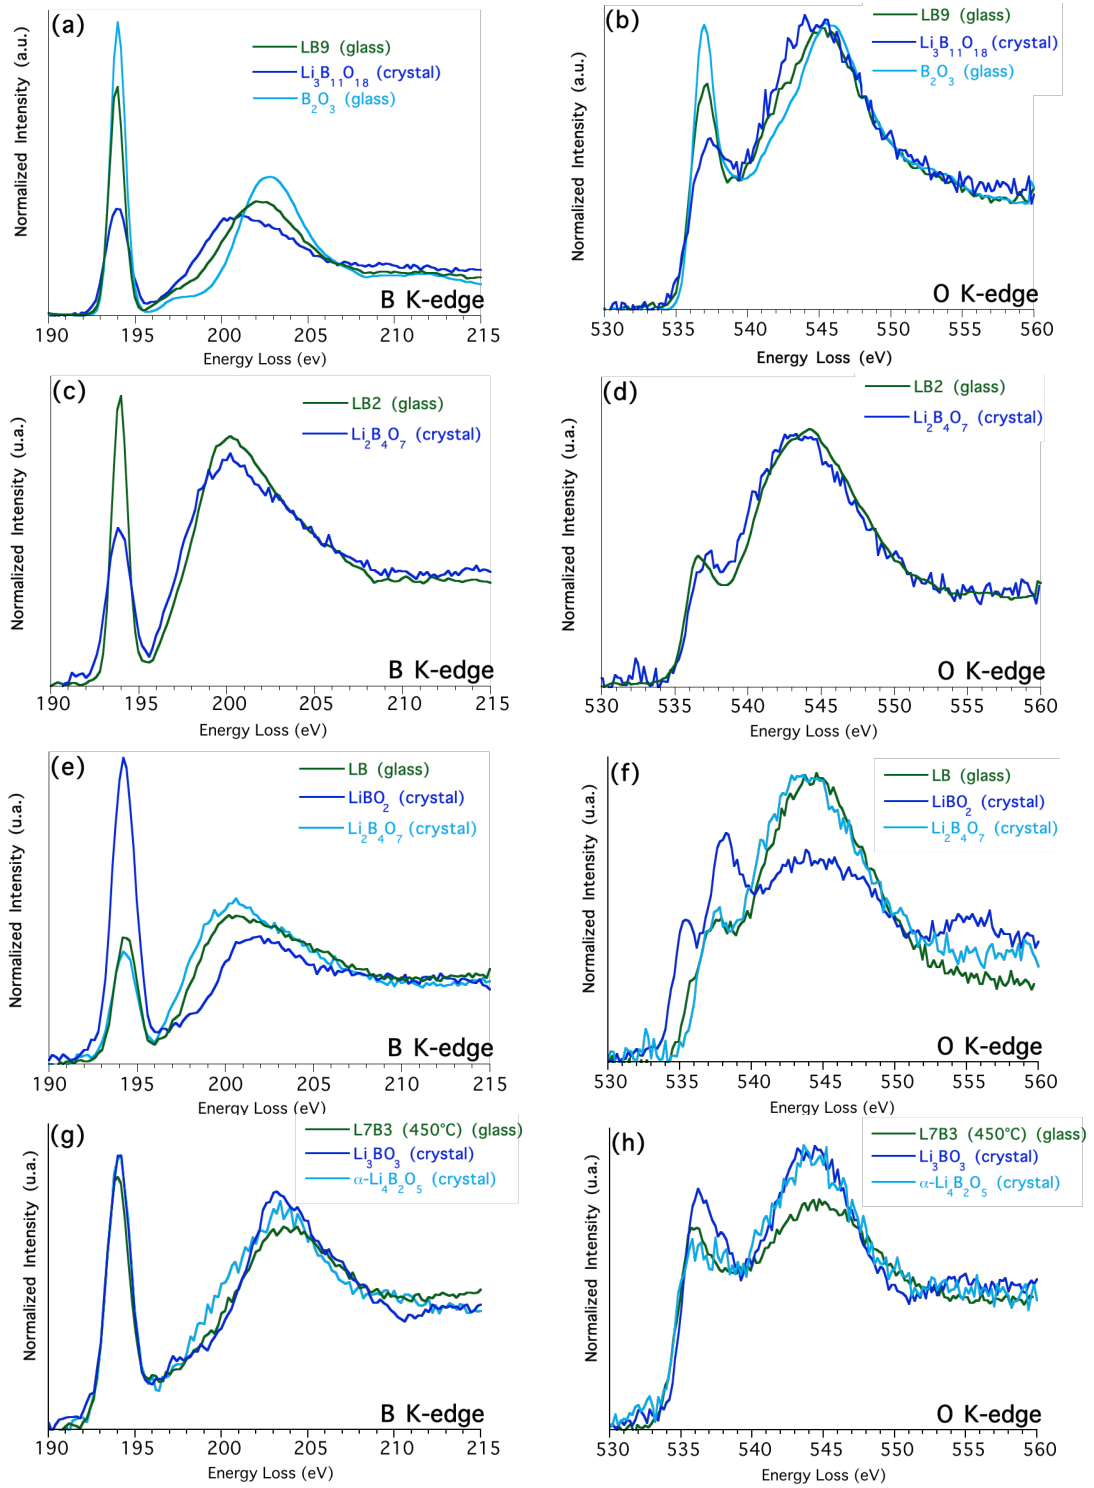 (a)
LB9 (glass)
Li3B11O18 (crystal)
B2O3 (glass)
Normalized Intensity (a.u.)
B K-edge
190 195 200 205 210 215
Energy Loss (ev)
(b)
LB9 (glass)
Li3B11O18 (crystal)
B2O3 (glass)
Normalized Intensity (a.u.)
O K-edge
530 535 540 545 550 555 560
Energy Loss (eV)
(c)
LB2 (glass)
Li2B4O7 (crystal)
Normalized Intensity (u.a.)
B K-edge
190 195 200 205 210 215
Energy Loss (eV)
(d)
LB2 (glass)
Li2B4O7 (crystal)
Normalized Intensity (u.a.)
O K-edge
530 535 540 545 550 555 560
Energy Loss (eV)
(e)
LB (glass)
LiBO2 (crystal)
Li2B4O7 (crystal)
Normalized Intensity (u.a.)
B K-edge
190 195 200 205 210 215
Energy Loss (eV)
(f)
LB (glass)
LiBO2 (crystal)
Li2B4O7 (crystal)
Normalized Intensity (u.a.)
O K-edge
530 535 540 545 550 555 560
Energy Loss (eV)
(g)
L7B3 (450°C) (glass)
Li3BO3 (crystal)
α-Li4B2O5 (crystal)
Normalized Intensity (u.a.)
B K-edge
190 195 200 205 210 215
Energy Loss (eV)
(h)
L7B3 (450°C) (glass)
Li3BO3 (crystal)
α-Li4B2O5 (crystal)
Normalized Intensity (u.a.)
O K-edge
530 535 540 545 550 555 560
Energy Loss (eV)